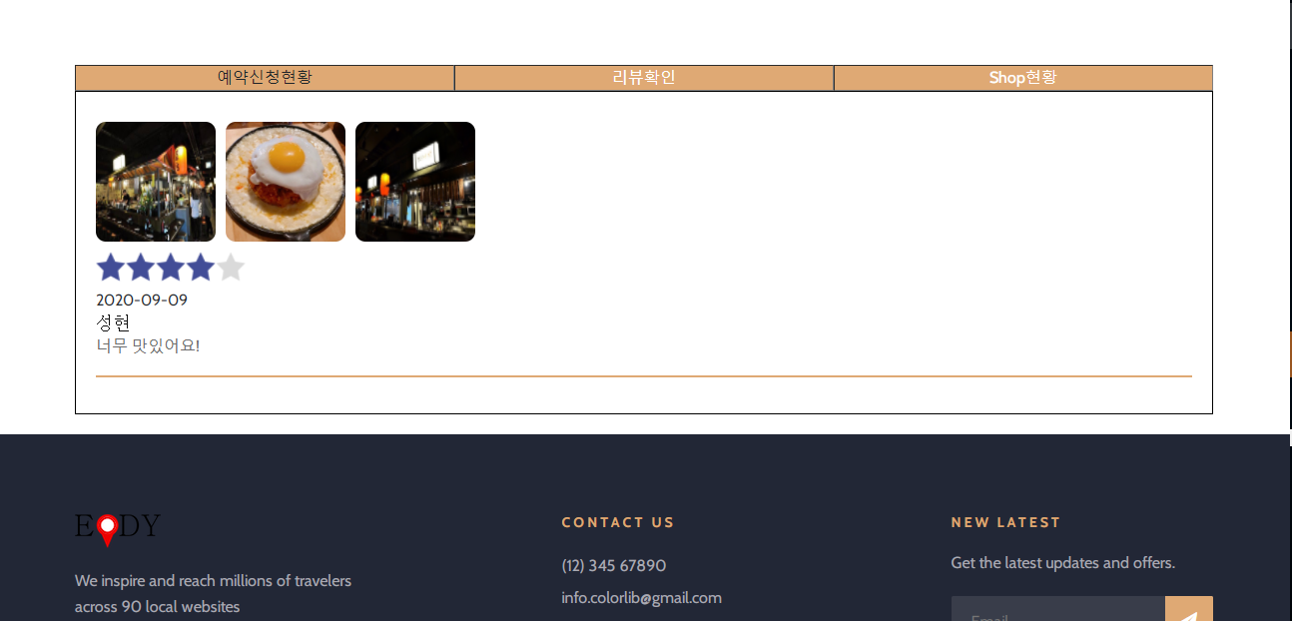 예약신청현황
리뷰확인
Shop현황
2020-09-09
성현
너무 맛있어요!
E DY
We inspire and reach millions of travelers
across 90 local websites
CONTACT US
(12) 345 67890
info.colorlib@gmail.com
NEW LATEST
Get the latest updates and offers.
Email